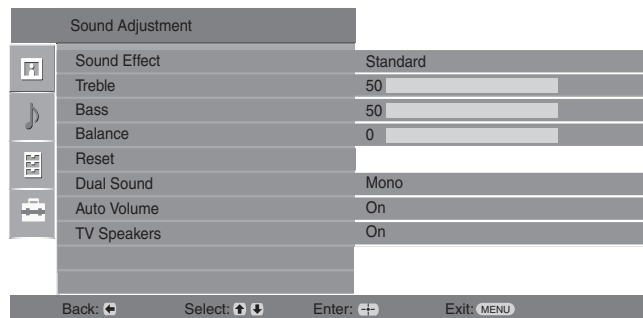 Sound Adjustment
Sound Effect Standard
Treble 50
Bass 50
Balance 0
Reset
Dual Sound Mono
Auto Volume On
TV Speakers On
Back: Select: Enter: Exit: MENU